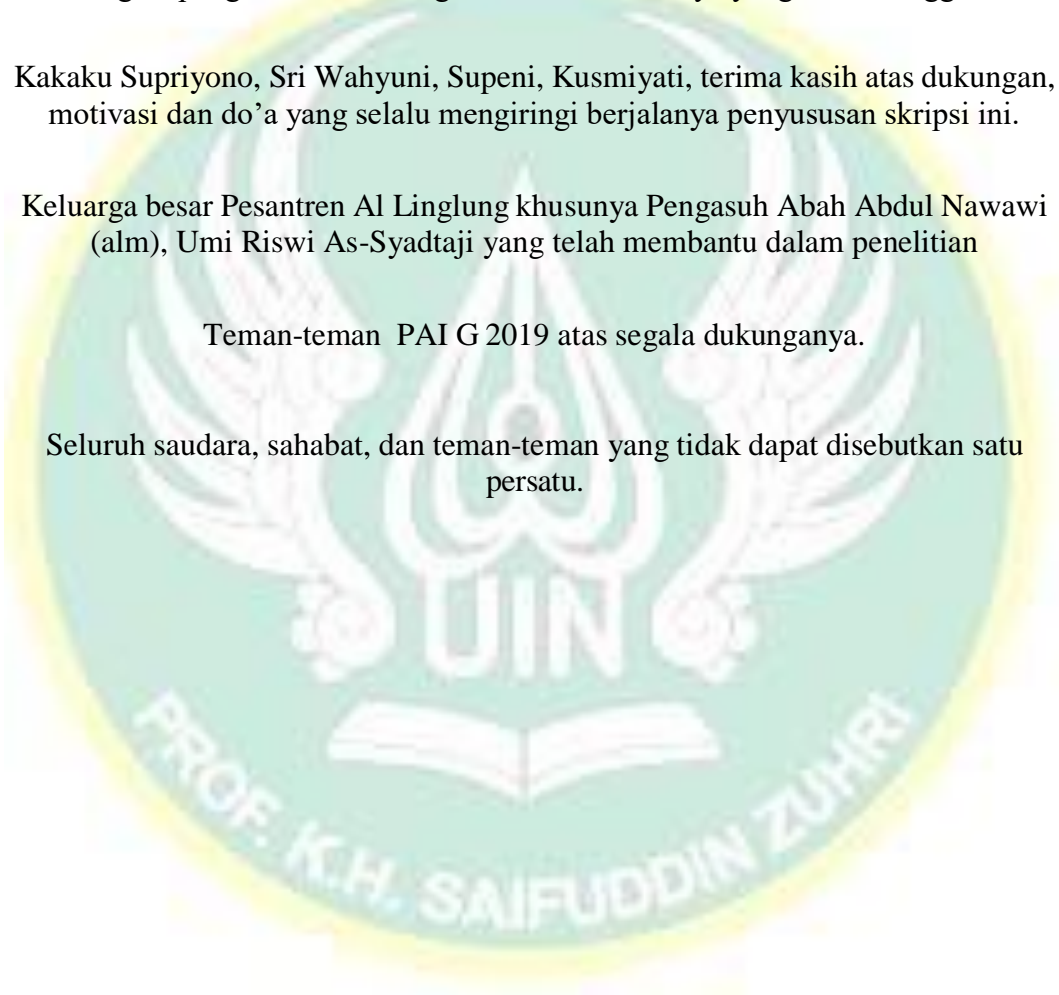 Kakaku Supriyono, Sri Wahyuni, Supeni, Kusmiyati, terima kasih atas dukungan,
motivasi dan do’a yang selalu mengiringi berjalanya penyususan skripsi ini.
Keluarga besar Pesantren Al Linglung khusunya Pengasuh Abah Abdul Nawawi
(alm), Umi Riswi As-Syadtaji yang telah membantu dalam penelitian
Teman-teman PAI G 2019 atas segala dukunganya.
Seluruh saudara, sahabat, dan teman-teman yang tidak dapat disebutkan satu
persatu.
UIN
PROF. K.H. SAIFUDDIN ZUHRI